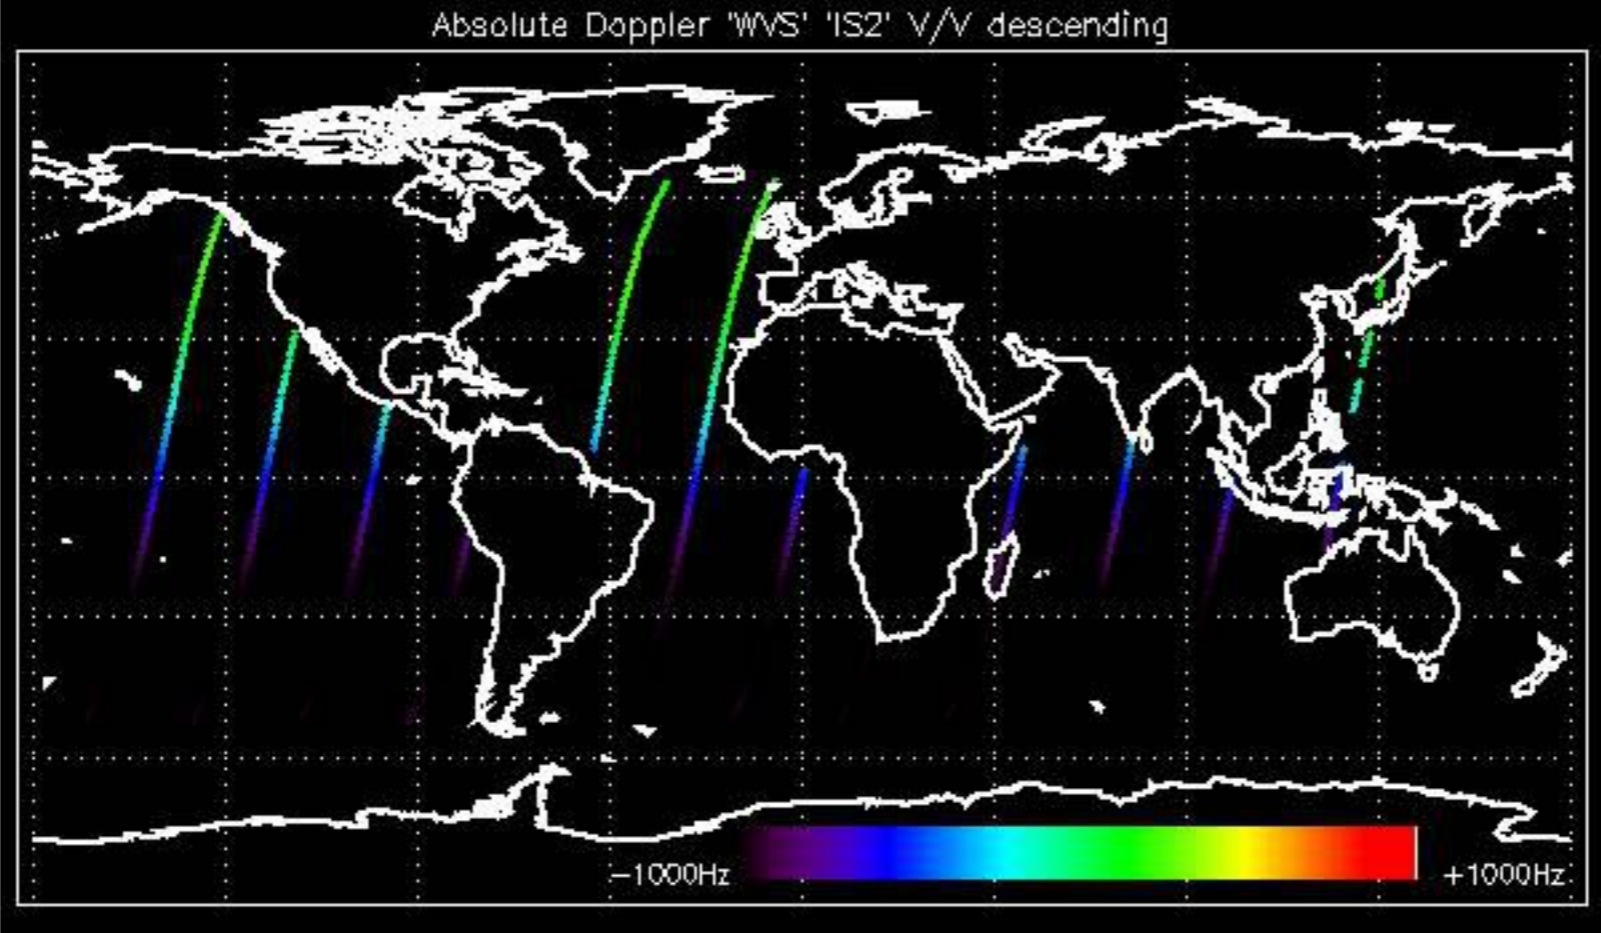 Absolute Doppler 'WVS' 'IS2' V/V descending
−1000Hz +1000Hz